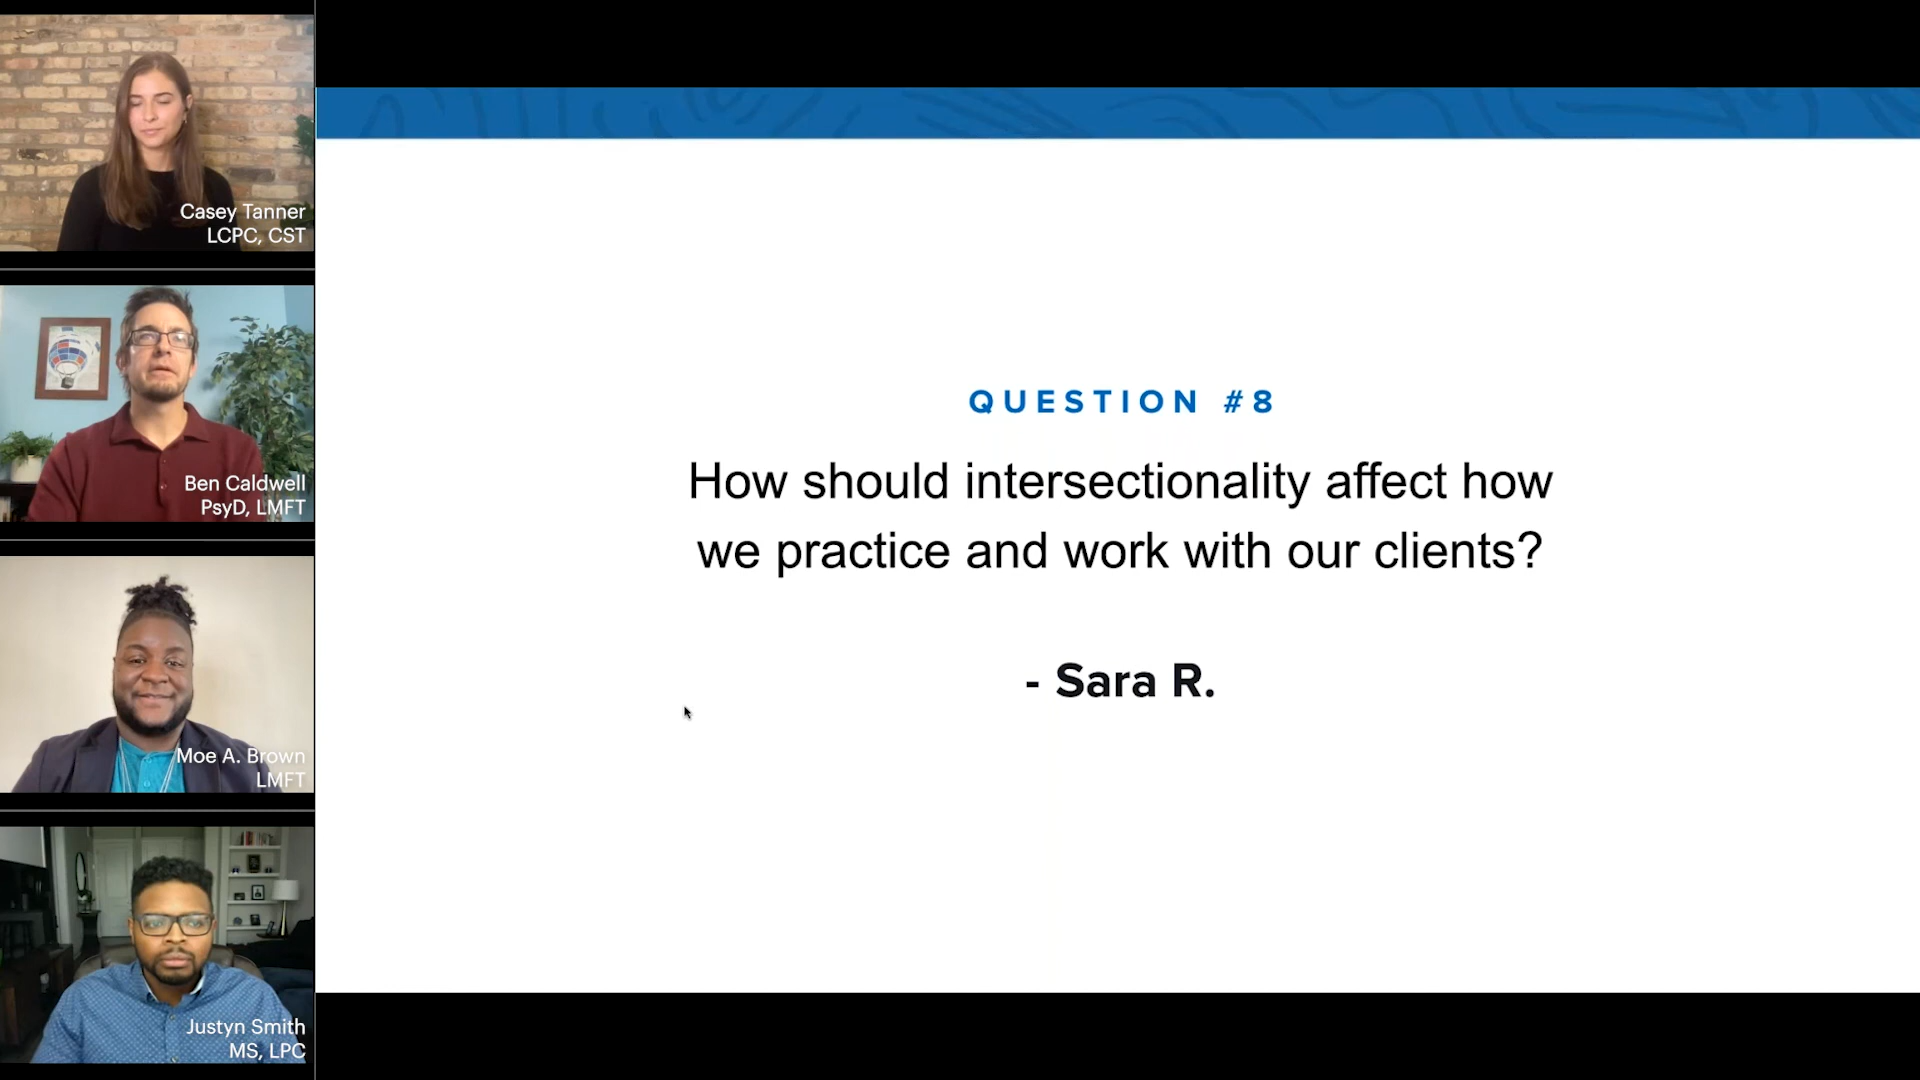 Casey Tanner
LCPC, CST
Ben Caldwell
PsyD, LMFT
Moe A. Brown
LMFT
Justyn Smith
MS, LPC
QUESTION #8
How should intersectionality affect how
we practice and work with our clients?
- Sara R.